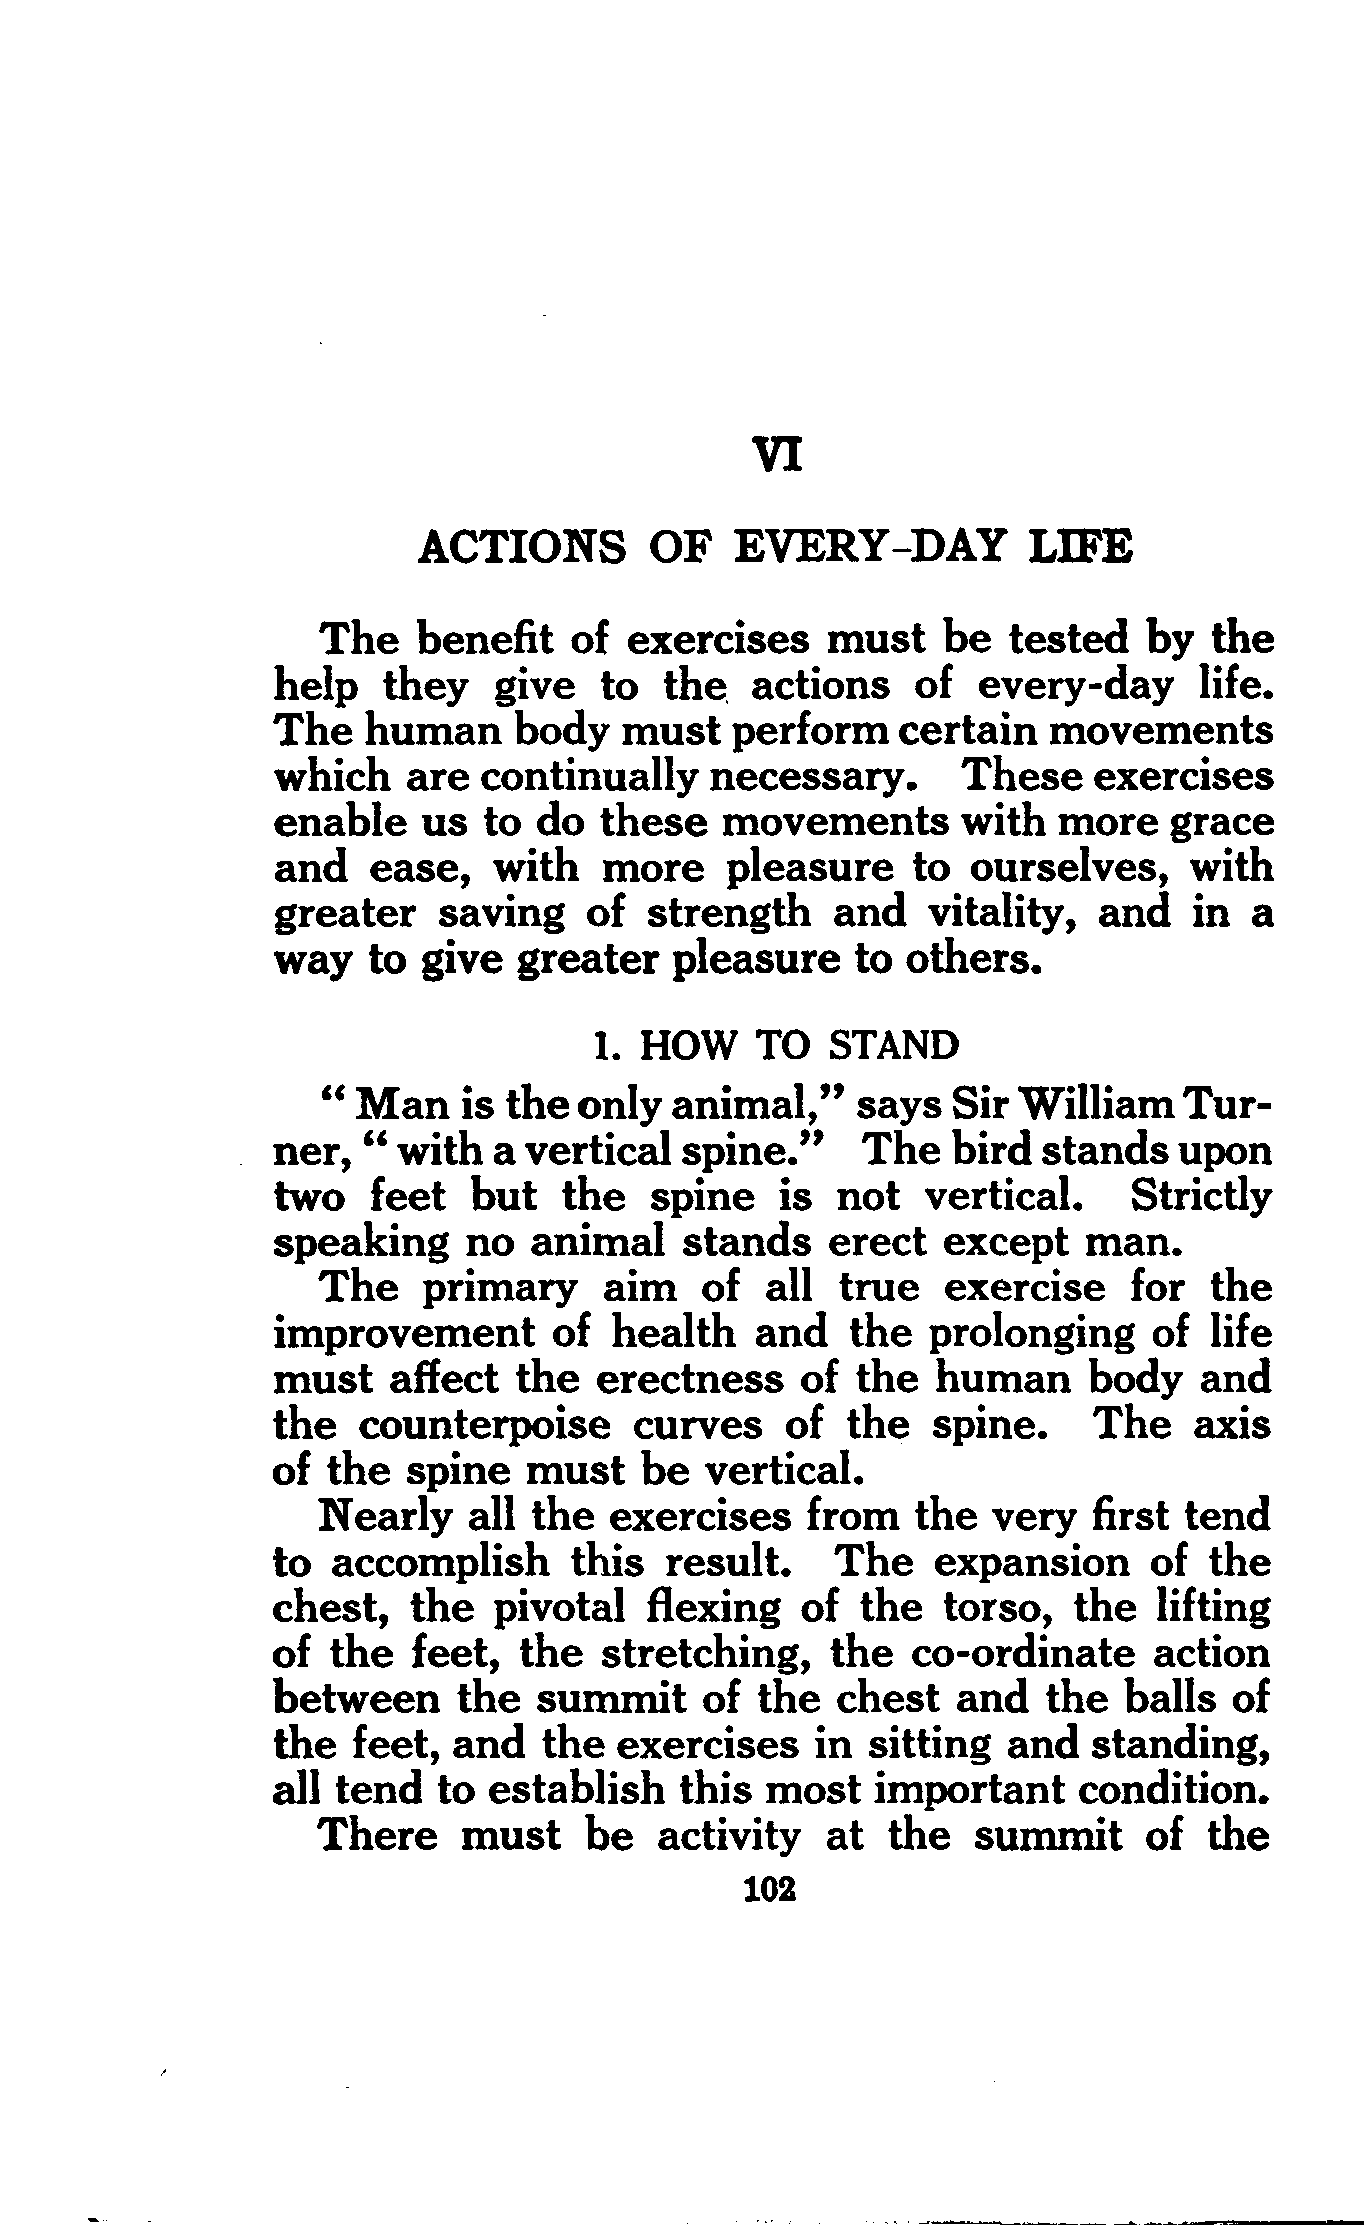 VI
ACTIONS OF EVERY-DAY LIFE
The benefit of exercises must be tested by the
help they give to the actions of every-day life.
The human body must perform certain movements
which are continually necessary. These exercises
enable us to do these movements with more grace
and ease, with more pleasure to ourselves, with
greater saving of strength and vitality, and in a
way to give greater pleasure to others.
1. HOW TO STAND
“ Man is the only animal,” says Sir William Tur-
ner, “ with a vertical spine.” The bird stands upon
two feet but the spine is not vertical. Strictly
speaking no animal stands erect except man.
The primary aim of all true exercise for the
improvement of health and the prolonging of life
must affect the erectness of the human body and
the counterpoise curves of the spine. The axis
of the spine must be vertical.
Nearly all the exercises from the very first tend
to accomplish this result. The expansion of the
chest, the pivotal flexing of the torso, the lifting
of the feet, the stretching, the co-ordinate action
between the summit of the chest and the balls of
the feet, and the exercises in sitting and standing,
all tend to establish this most important condition.
There must be activity at the summit of the
102